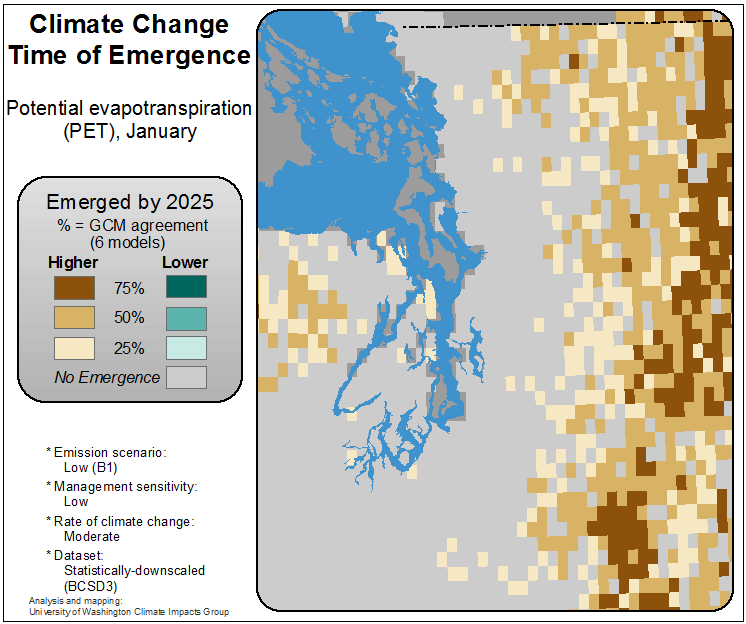 Climate Change
Time of Emergence
Potential evapotranspiration
(PET), January
Emerged by 2025
% = GCM agreement
(6 models)
Higher Lower
75%
50%
25%
No Emergence
* Emission scenario:
Low (B1)
* Management sensitivity:
Low
* Rate of climate change:
Moderate
* Dataset:
Statistically-downscaled
(BCSD3)
Analysis and mapping:
University of Washington Climate Impacts Group